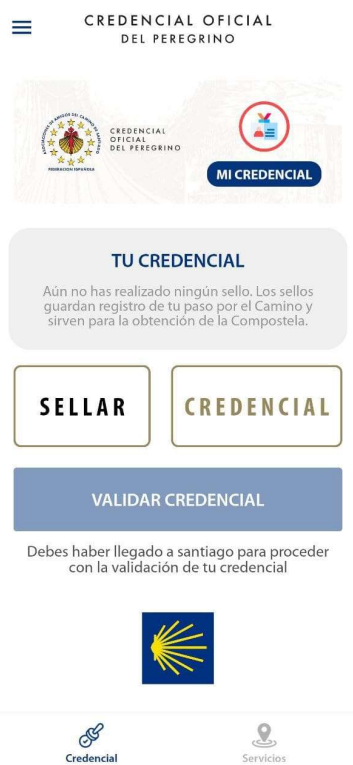 CREDENCIAL OFICIAL
DEL PEREGRINO
CREDENCIAL
OFICIAL
DEL PEREGRINO
FEDERACIÓN ESPAÑOLA
MI CREDENCIAL
TU CREDENCIAL
Aún no has realizado ningún sello. Los sellos
guardan registro de tu paso por el Camino y
sirven para la obtención de la Compostela.
SELLAR
CREDENCIAL
VALIDAR CREDENCIAL
Debes haber llegado a santiago para proceder
con la validación de tu credencial
Credencial
Servicios